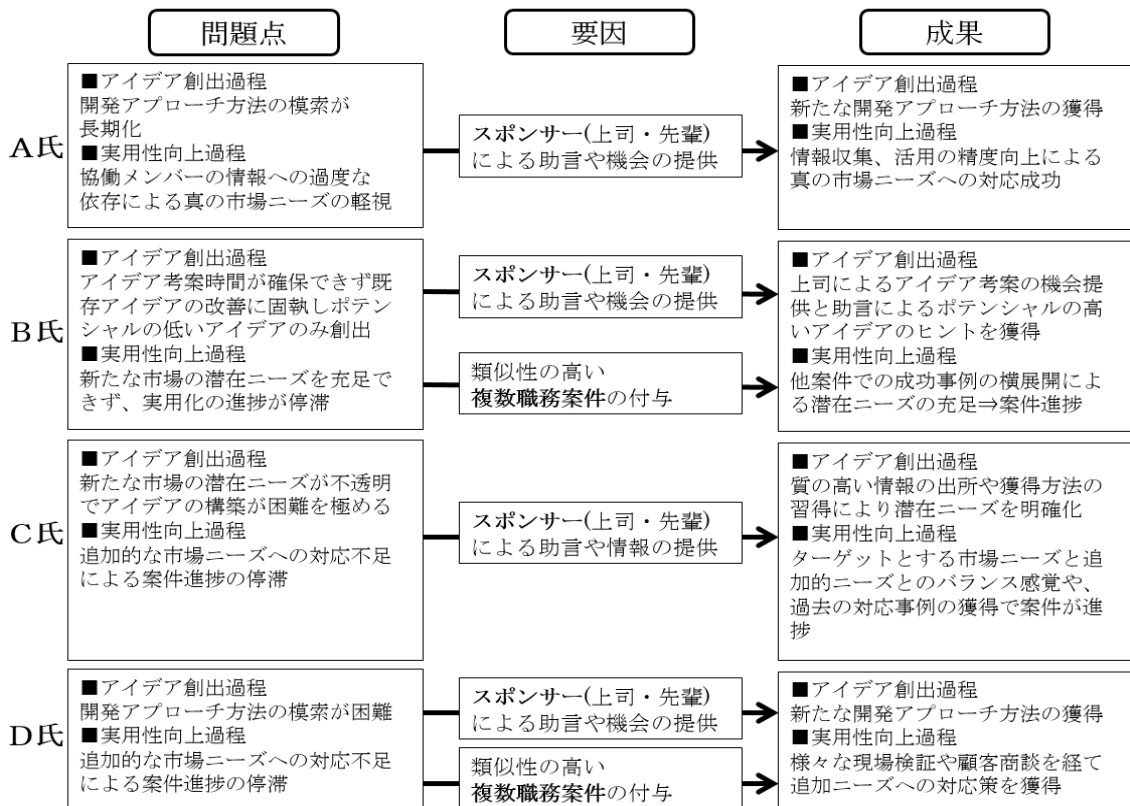 問題点
要因
成果
A氏
■アイデア創出過程
開発アプローチ方法の模索が
長期化
■実用性向上過程
協働メンバーの情報への過度な
依存による真の市場ニーズの軽視
スポンサー(上司・先輩)
による助言や機会の提供
■アイデア創出過程
新たな開発アプローチ方法の獲得
■実用性向上過程
情報収集、活用の精度向上による
真の市場ニーズへの対応成功
B氏
■アイデア創出過程
アイデア考案時間が確保できず既
存アイデアの改善に固執しポテン
シャルの低いアイデアのみ創出
■実用性向上過程
新たな市場の潜在ニーズを充足で
きず、実用化の進捗が停滞
スポンサー(上司・先輩)
による助言や機会の提供
類似性の高い
複数職務案件の付与
■アイデア創出過程
上司によるアイデア考案の機会提
供と助言によるポテンシャルの高
いアイデアのヒントを獲得
■実用性向上過程
他案件での成功事例の横展開によ
る潜在ニーズの充足⇒案件進捗
C氏
■アイデア創出過程
新たな市場の潜在ニーズが不透明
でアイデアの構築が困難を極める
■実用性向上過程
追加的な市場ニーズへの対応不足
による案件進捗の停滞
スポンサー(上司・先輩)
による助言や情報の提供
■アイデア創出過程
質の高い情報の出所や獲得方法の
習得により潜在ニーズを明確化
■実用性向上過程
ターゲットとする市場ニーズと追
加的ニーズとのバランス感覚や、
過去の対応事例の獲得で案件が進
捗
D氏
■アイデア創出過程
開発アプローチ方法の模索が困難
■実用性向上過程
追加的な市場ニーズへの対応不足
による案件進捗の停滞
スポンサー(上司・先輩)
による助言や機会の提供
類似性の高い
複数職務案件の付与
■アイデア創出過程
新たな開発アプローチ方法の獲得
■実用性向上過程
様々な現場検証や顧客商談を経て
追加ニーズへの対応策を獲得